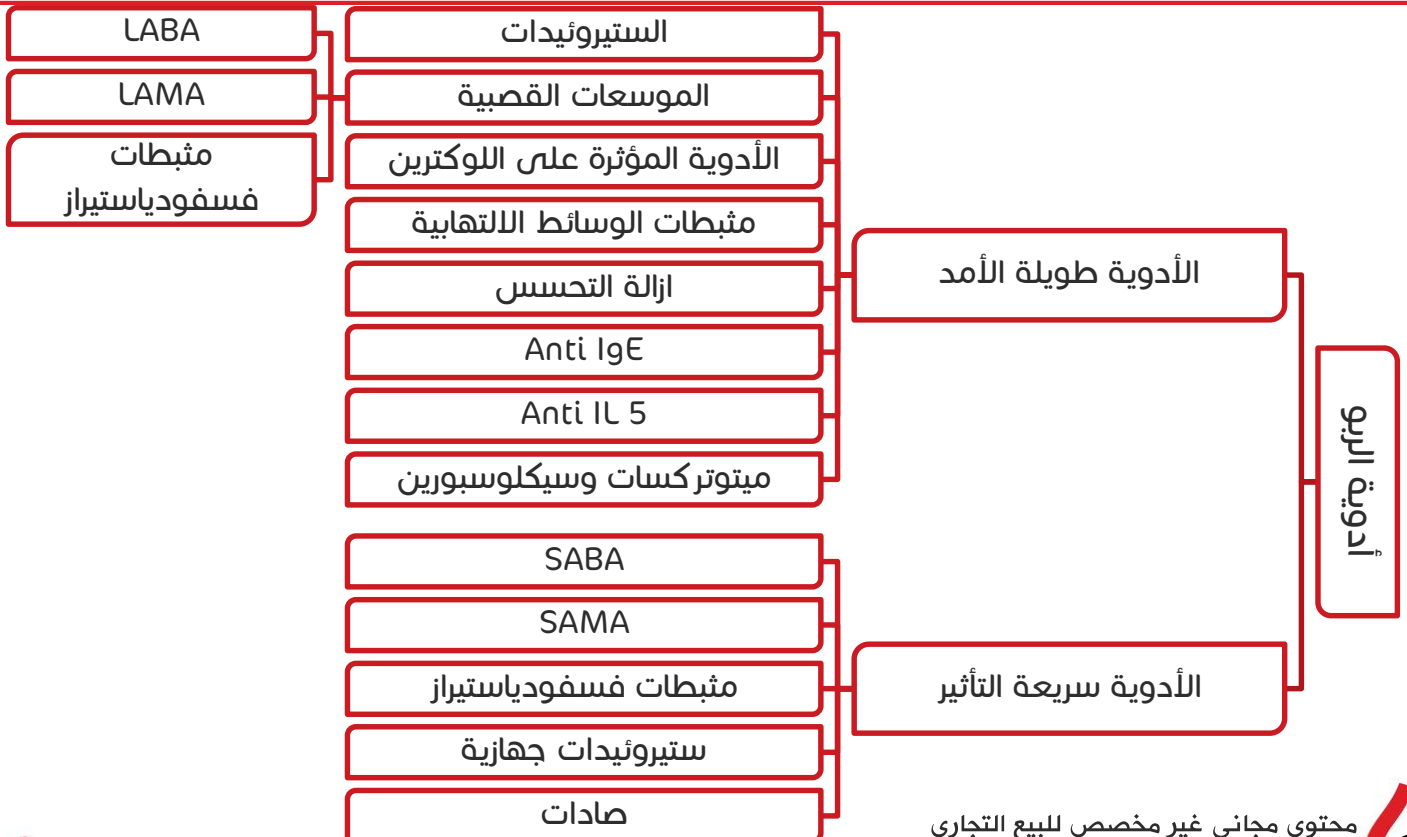 أدوية الربو
الأدوية طويلة الأمد
الستيروئيدات
الموسعات القصبية
LABA
LAMA
مثبطات
فسفودياستيراز
الأدوية المؤثرة على اللوكترين
مثبطات الوسائط الالتهابية
ازالة التحسس
Anti IgE
Anti IL 5
ميتوتركسات وسيكلوسبورين
الأدوية سريعة التأثير
SABA
SAMA
مثبطات فسفودياستيراز
ستيروئيدات جهازية
صادات
محتوى مجاني غير مخصص للبيع التجاري